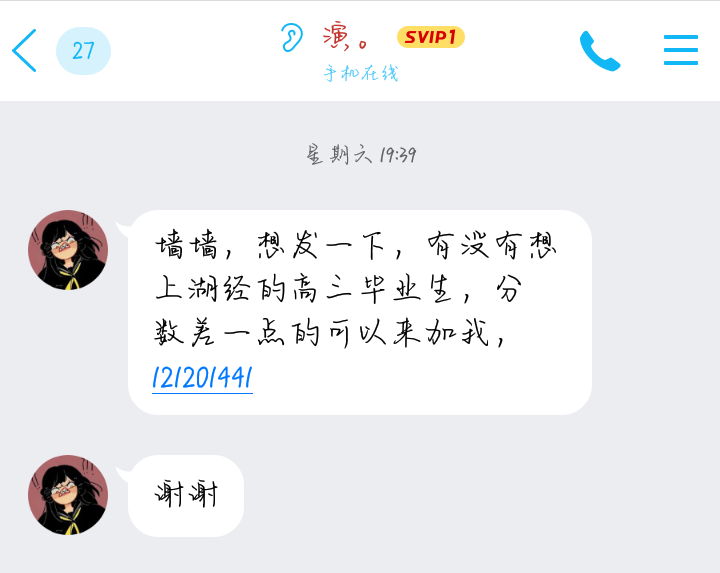 27
演。
SVIP1
手机在线
星期六 19:39
墙墙，想发一下，有没有想
上湖经的高三毕业生，分
数差一点的可以来加我，
121201441
谢谢